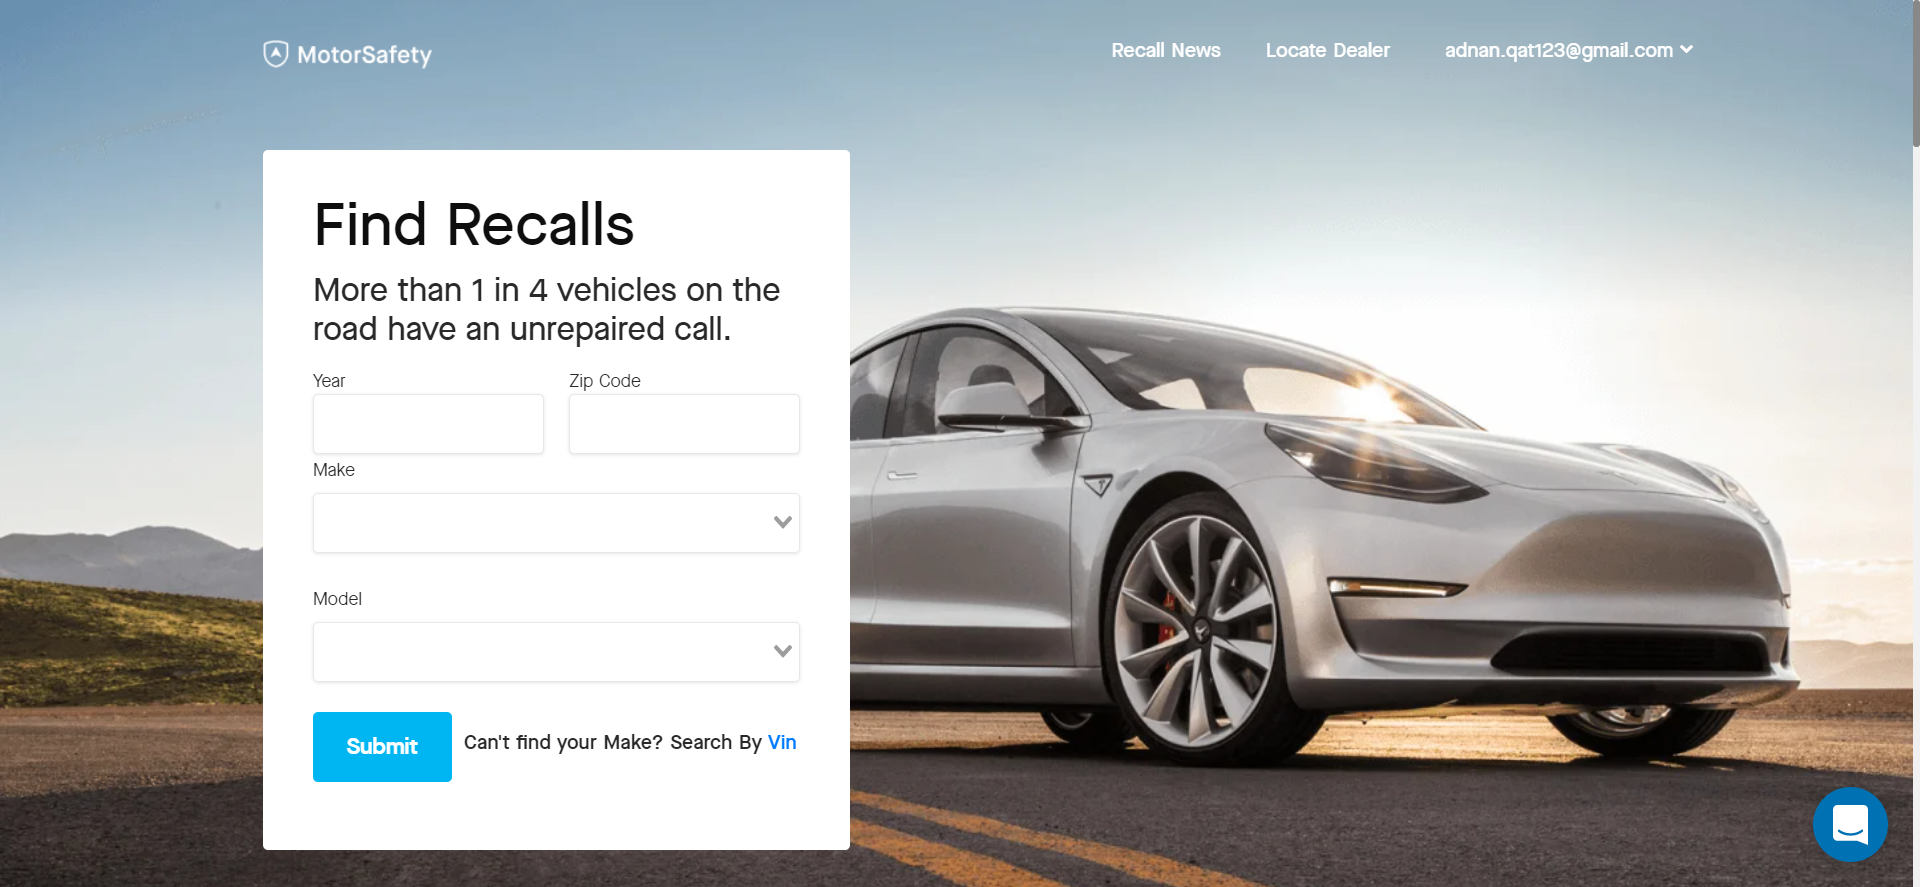 MotorSafety
Recall News
Locate Dealer
adnan.qat123@gmail.com
Find Recalls
More than 1 in 4 vehicles on the
road have an unrepaired call.
Year
Zip Code
Make
Model
Submit
Can't find your Make? Search By Vin